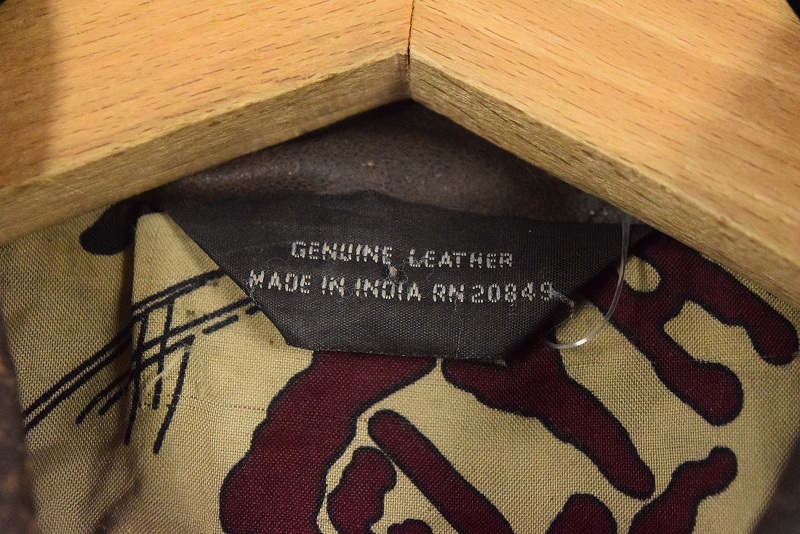 GENUINE LEATHER
MADE IN INDIA RN 20849